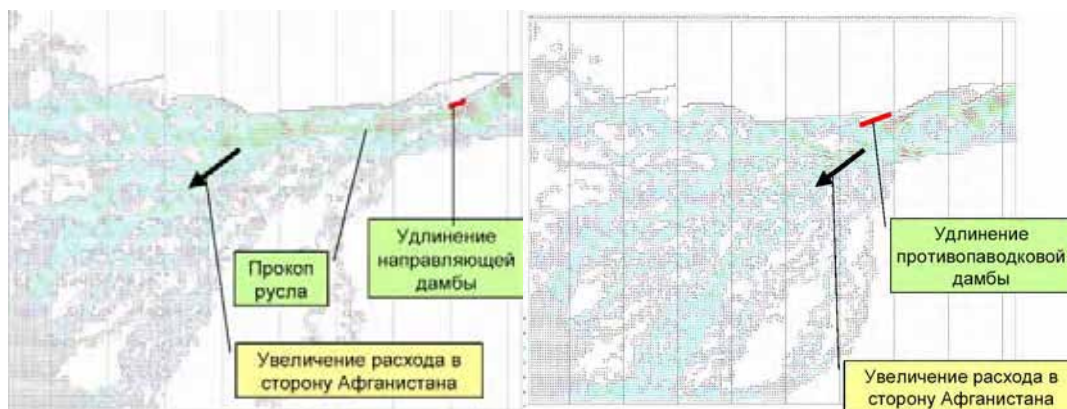 Удлинение
направляющей
дамбы
Прокоп
русла
Увеличение расхода в
сторону Афганистана
Удлинение
противопаводковой
дамбы
Увеличение расхода в
сторону Афганистана